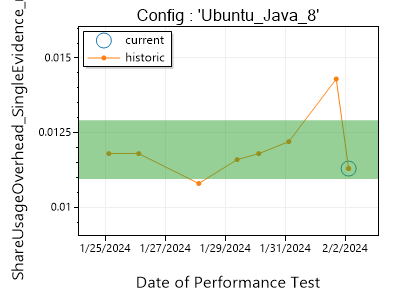 Config : 'Ubuntu_Java_8'
ShareUsageOverhead_SingleEvidence_
current
historic
0.015
0.0125
0.01
1/25/2024
1/27/2024
1/29/2024
1/31/2024
2/2/2024
Date of Performance Test